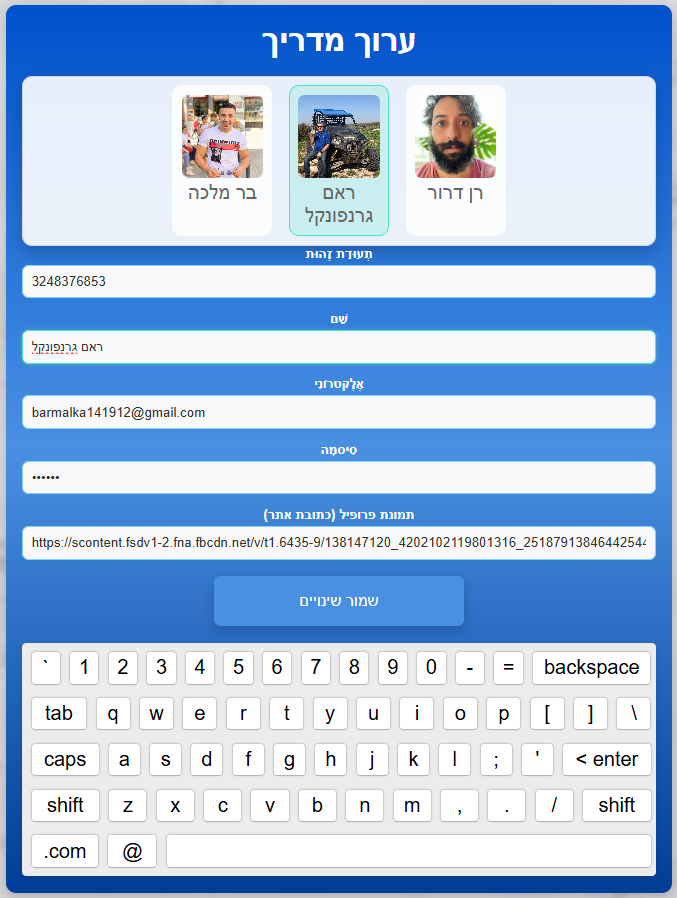 ערוך מדריך
רן דרור
ראם
גרנפונקל
בר מלכה
תְעוּדַת זֶהוּת
3248376853
שֵׁם
ראם גרנפונקל
אֶלֶקטרוֹנִי
barmalka141912@gmail.com
סִיסמָה
••••••
תמונת פרופיל (כתובת אתר)
https://scontent.fsdv1-2.fna.fbcdn.net/v/t1.6435-9/138147120_4202102119801316_2518791384644254
שמור שינויים
` 1 2 3 4 5 6 7 8 9 0 - = backspace
tab q w e r t y u i o p [ ] \
caps a s d f g h j k l ; ' < enter
shift z x c v b n m , . / shift
.com @